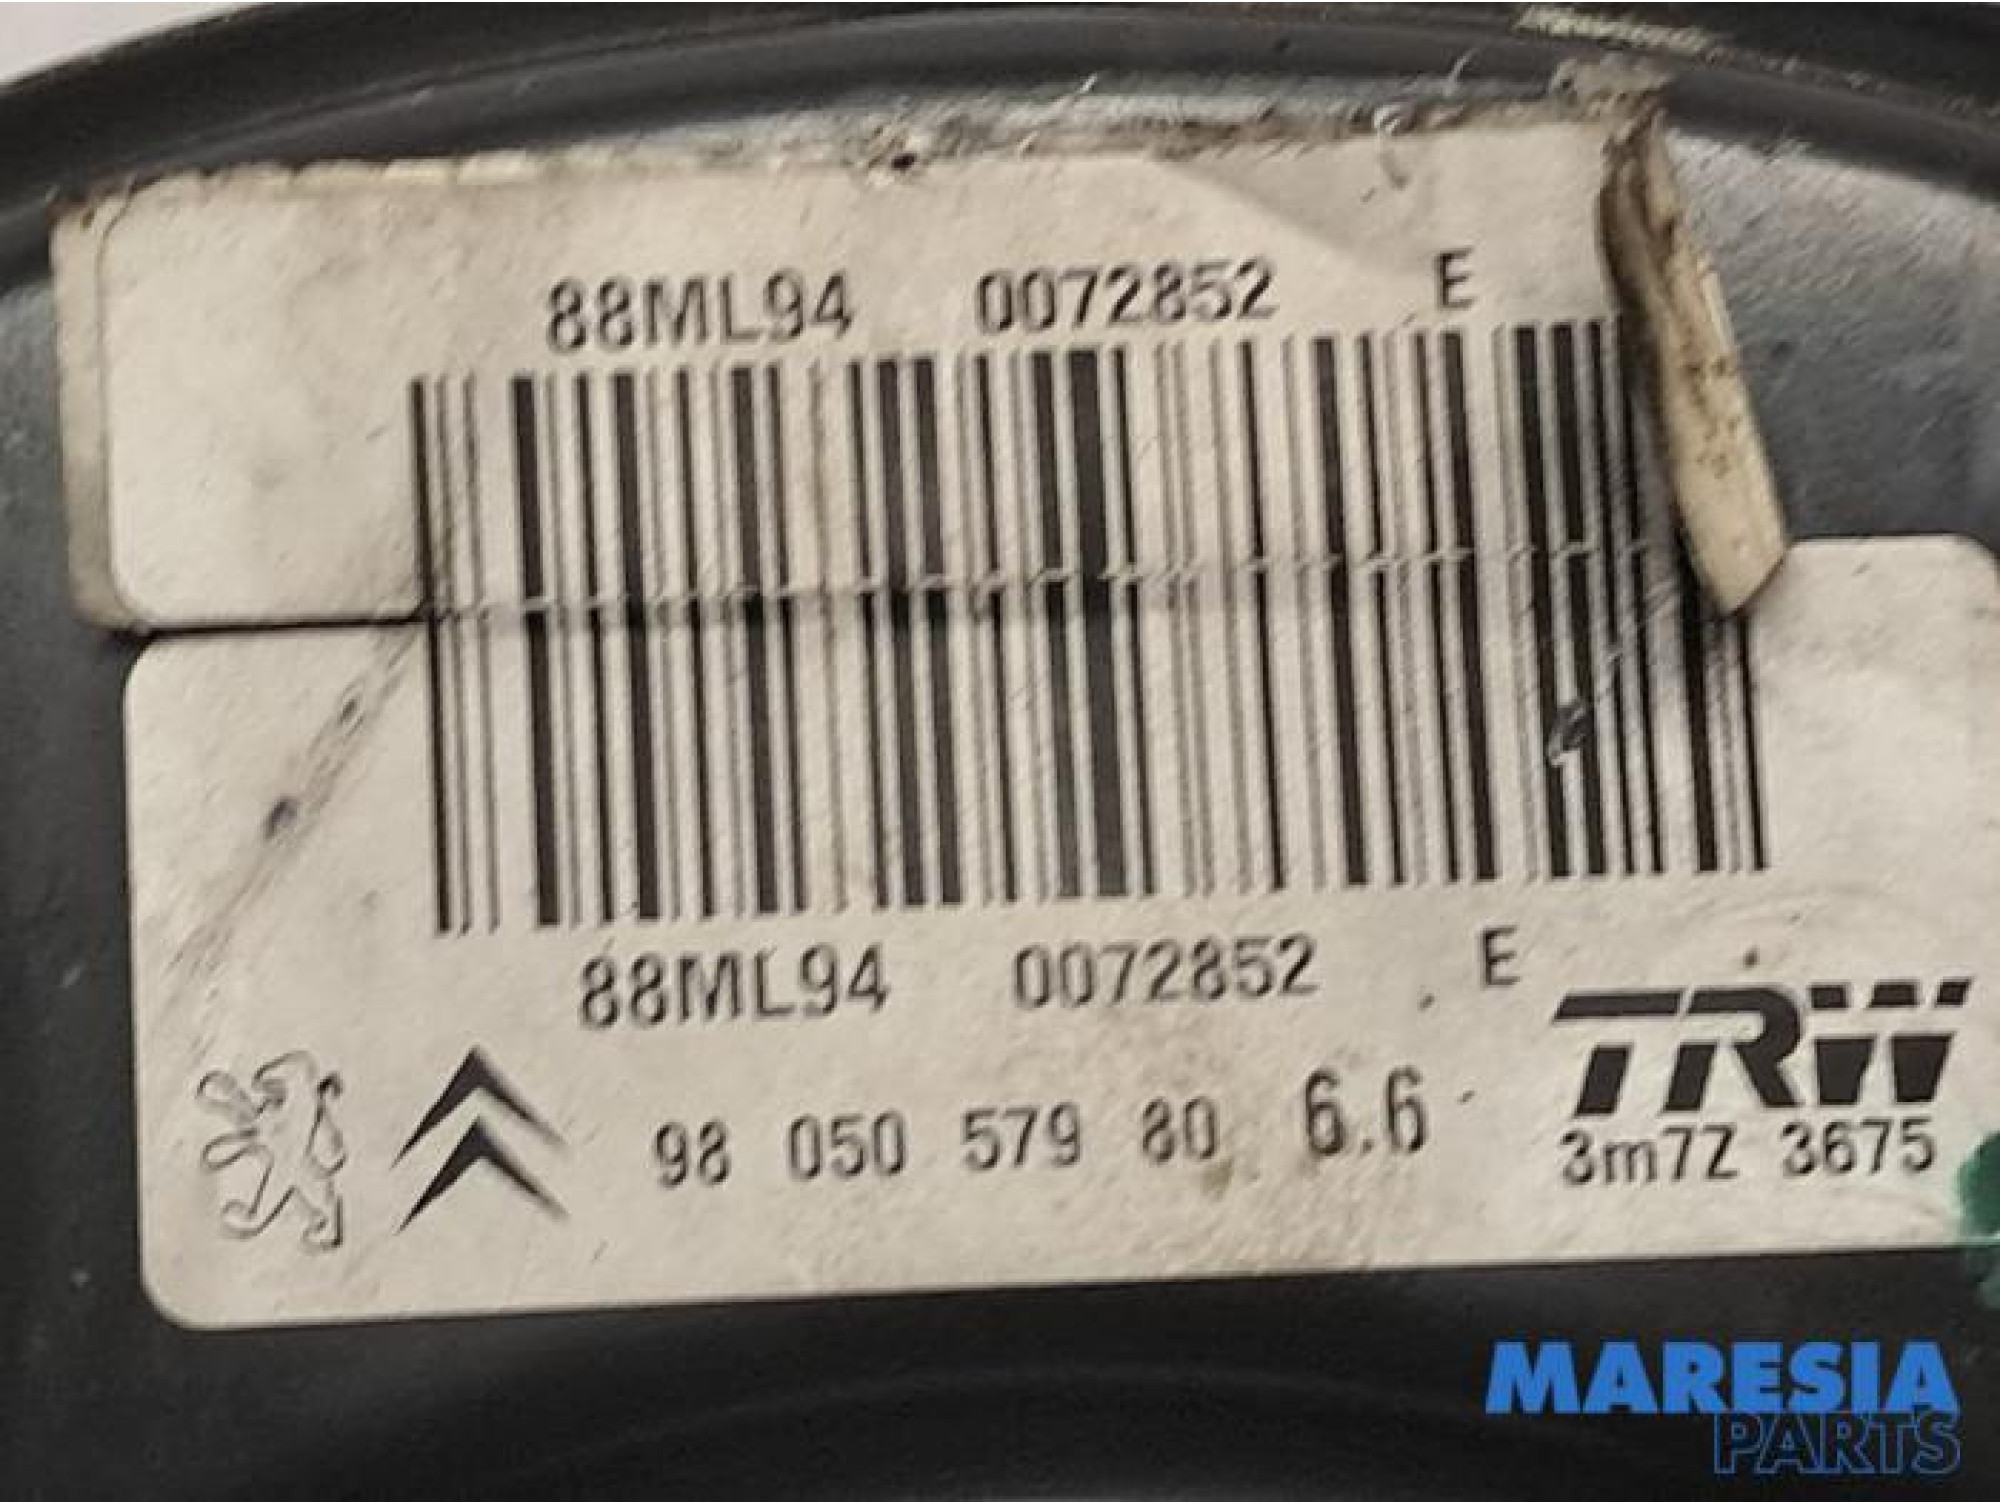 88ML94 0072852 E
88ML94 0072852 E
TRW
98 050 579 80 6.6
3m7Z 3675
MARESIA
PARTS